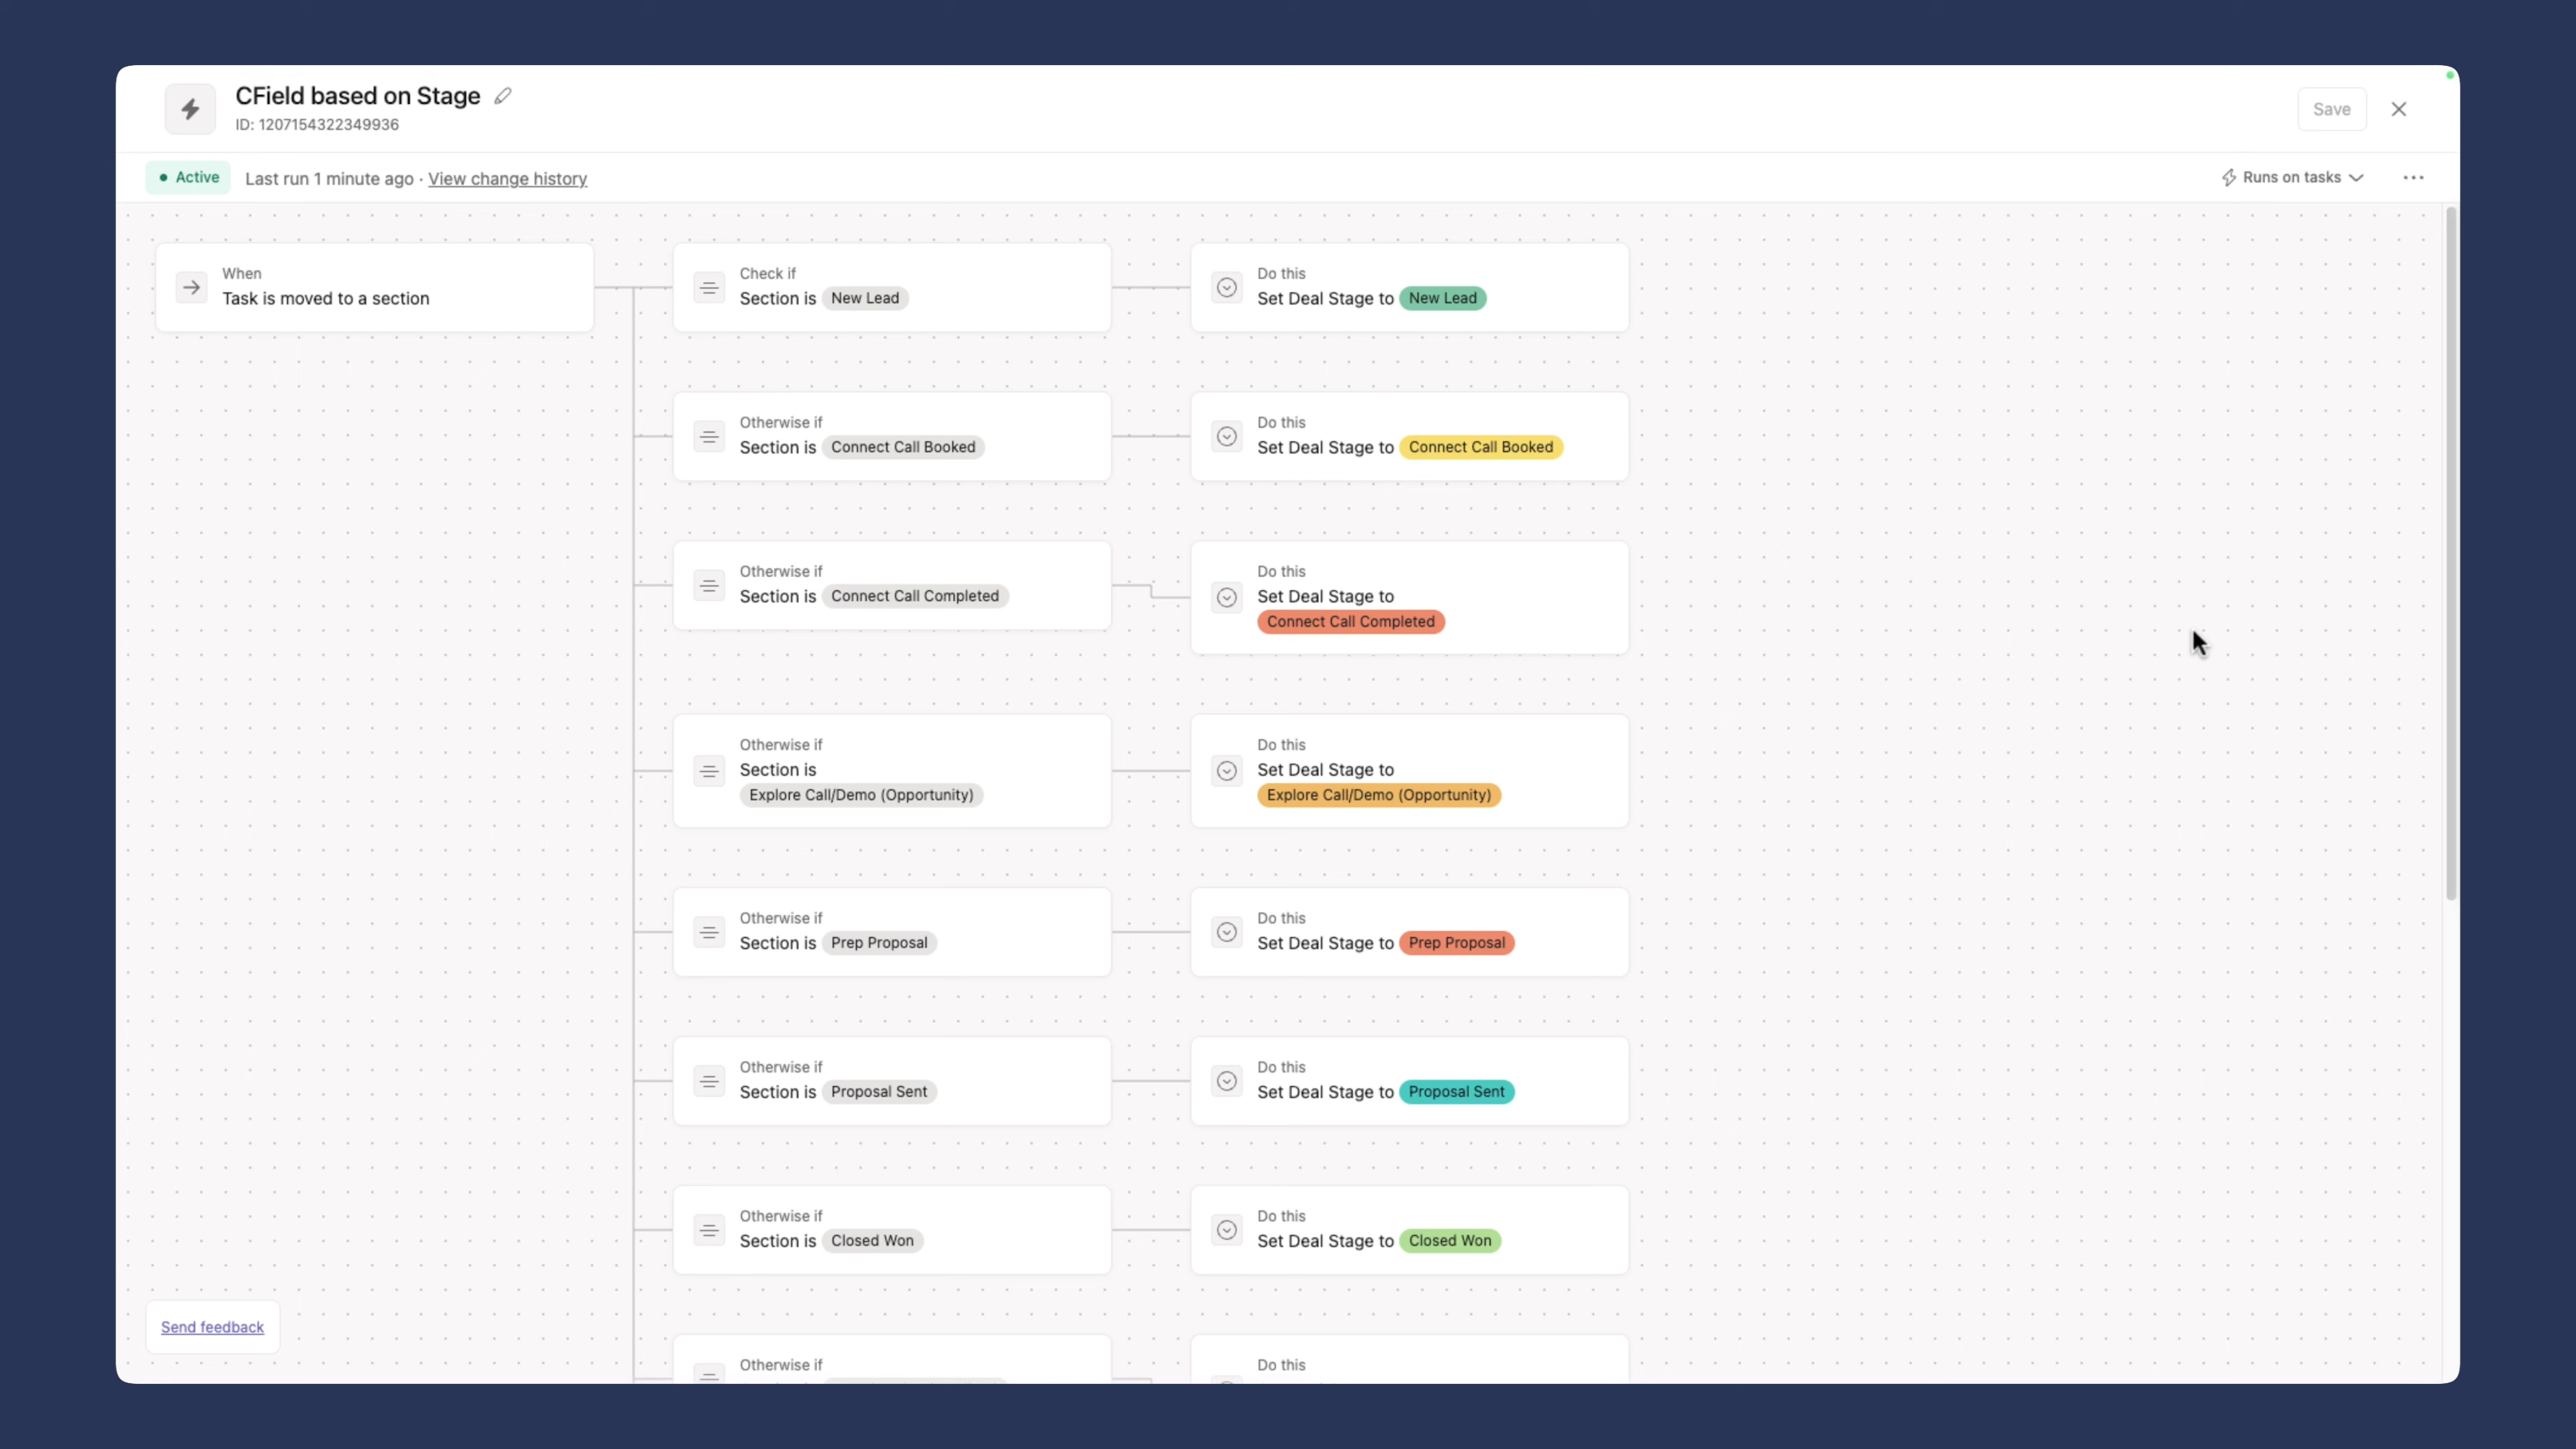 CField based on Stage
ID: 1207154322349936
Save
Active
Last run 1 minute ago · View change history
Runs on tasks
When
Task is moved to a section
Check if
Section is New Lead
Do this
Set Deal Stage to New Lead
Otherwise if
Section is Connect Call Booked
Do this
Set Deal Stage to Connect Call Booked
Otherwise if
Section is Connect Call Completed
Do this
Set Deal Stage to
Connect Call Completed
Otherwise if
Section is
Explore Call/Demo (Opportunity)
Do this
Set Deal Stage to
Explore Call/Demo (Opportunity)
Otherwise if
Section is Prep Proposal
Do this
Set Deal Stage to Prep Proposal
Otherwise if
Section is Proposal Sent
Do this
Set Deal Stage to Proposal Sent
Otherwise if
Section is Closed Won
Do this
Set Deal Stage to Closed Won
Send feedback
Otherwise if
Do this